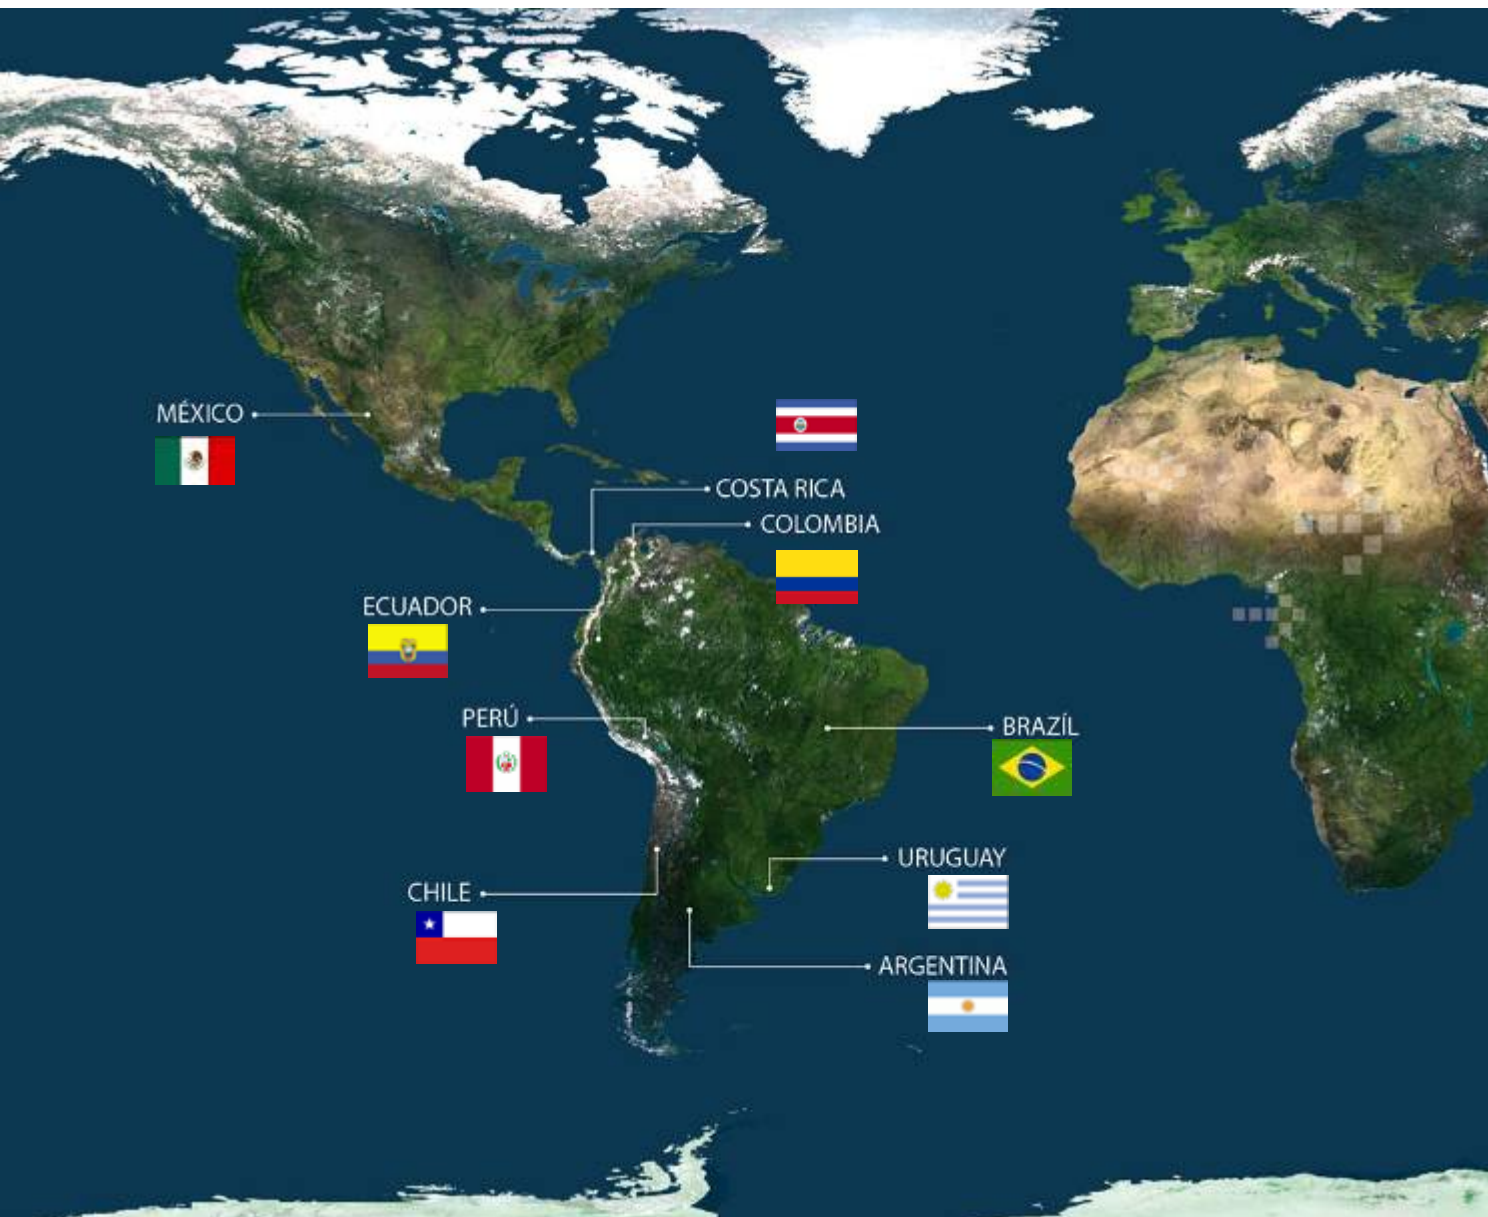 MÉXICO
COSTA RICA
COLOMBIA
ECUADOR
PERÚ
BRAZÍL
URUGUAY
CHILE
ARGENTINA